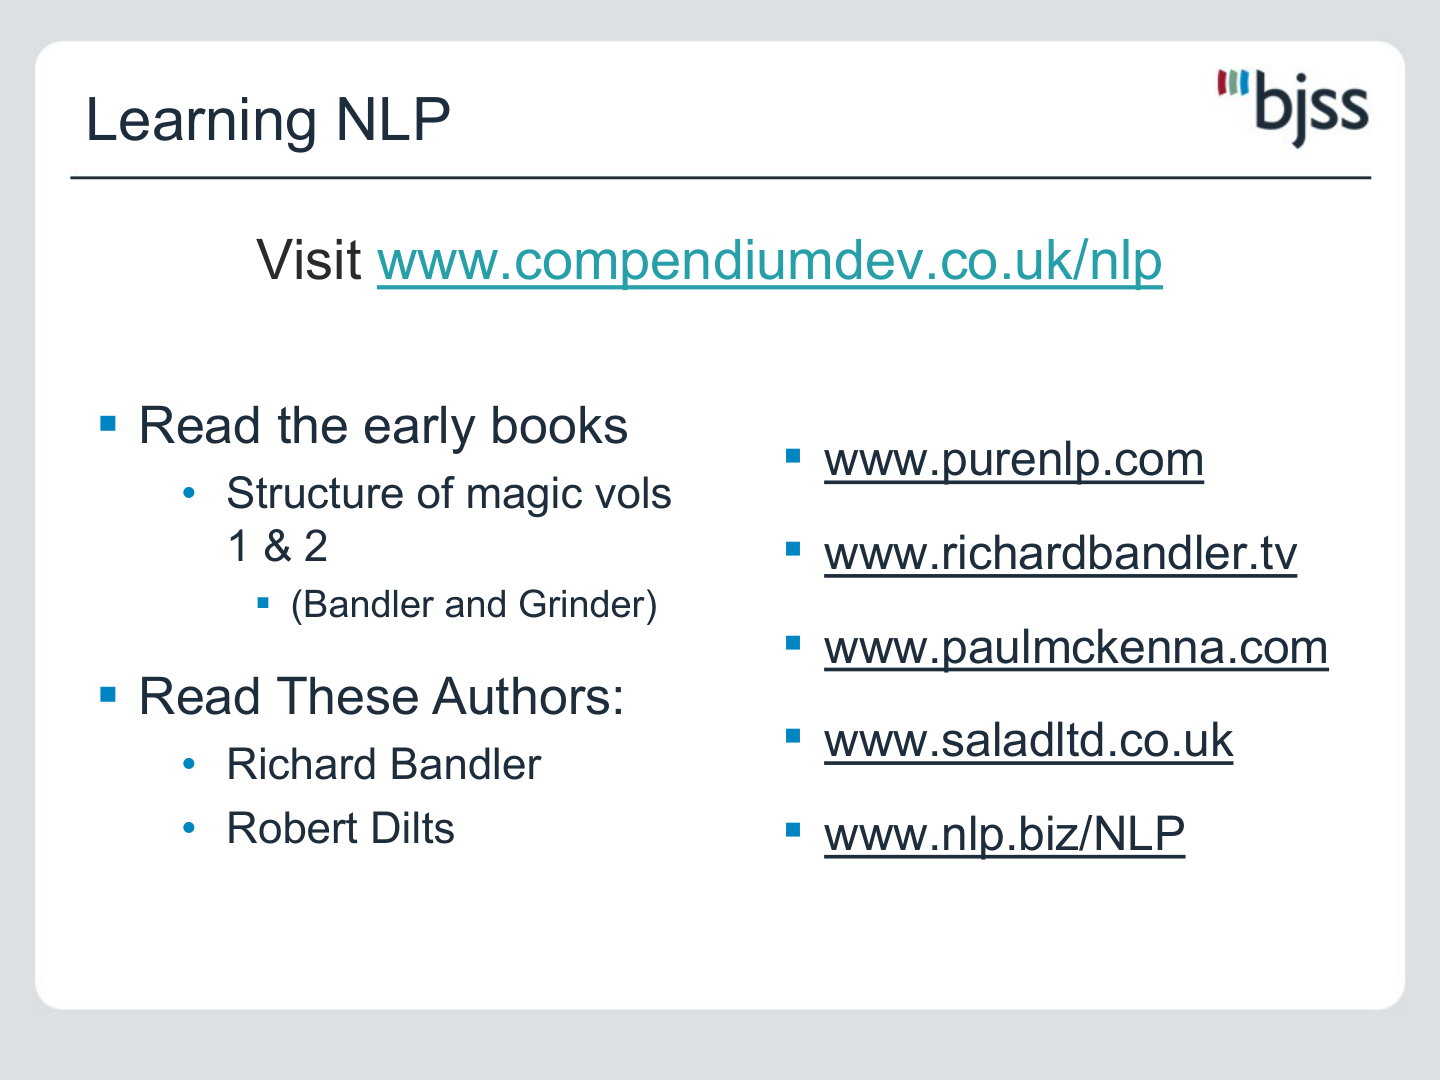 Learning NLP
bjss
Visit www.compendiumdev.co.uk/nlp
Read the early books
Structure of magic vols
1 & 2
(Bandler and Grinder)
Read These Authors:
Richard Bandler
Robert Dilts
www.purenlp.com
www.richardbandler.tv
www.paulmckenna.com
www.saladltd.co.uk
www.nlp.biz/NLP